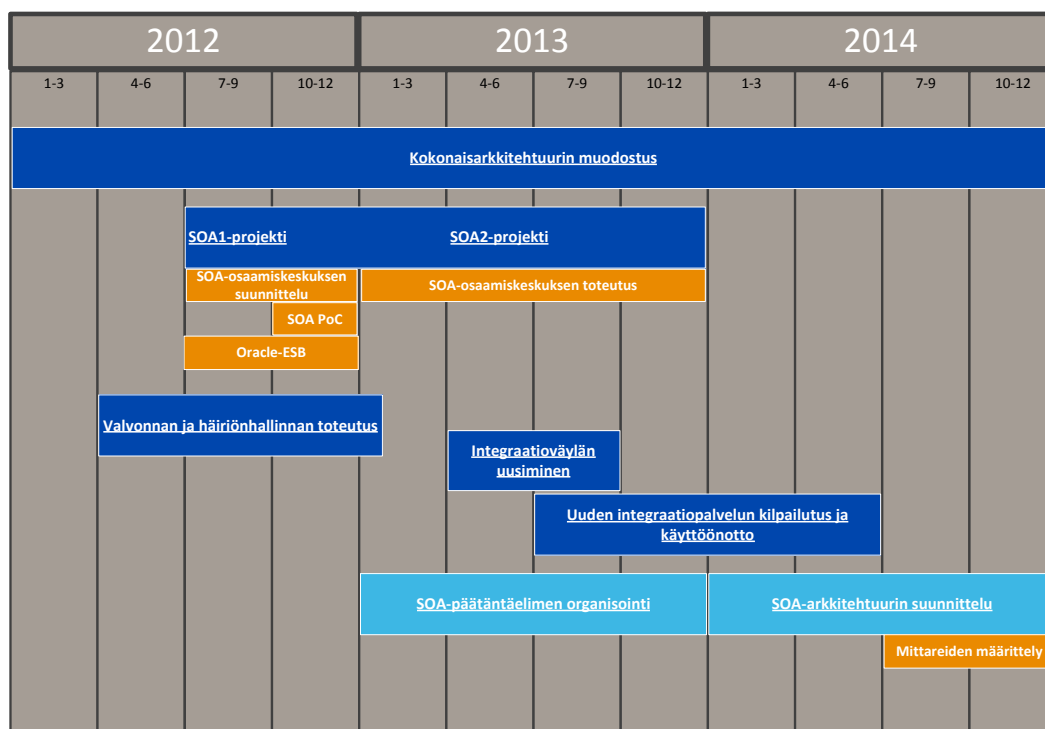 2012 2013 2014
1-3 4-6 7-9 10-12 1-3 4-6 7-9 10-12 1-3 4-6 7-9 10-12
Kokonaisarkkitehtuurin muodostus
SOA1-projekti SOA2-projekti
SOA-osaamiskeskuksen
suunnittelu
SOA-osaamiskeskuksen toteutus
SOA PoC
Oracle-ESB
Valvonnan ja häiriönhallinnan toteutus
Integraatioväylän
uusiminen
Uuden integraatiopalvelun kilpailutus ja
käyttöönotto
SOA-päätäntäelimen organisointi
SOA-arkkitehtuurin suunnittelu
Mittareiden määrittely